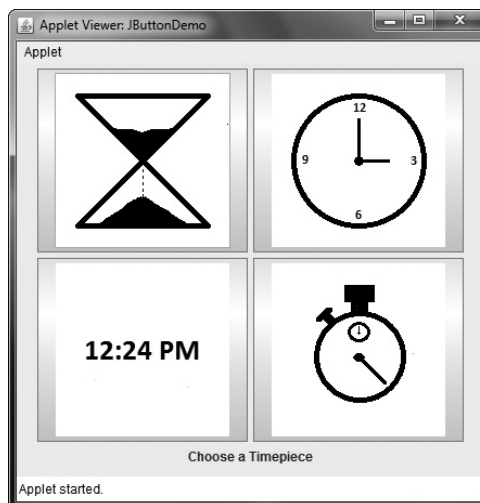 Applet Viewer: JButtonDemo
Applet
12
9
3
6
12:24 PM
Choose a Timepiece
Applet started.